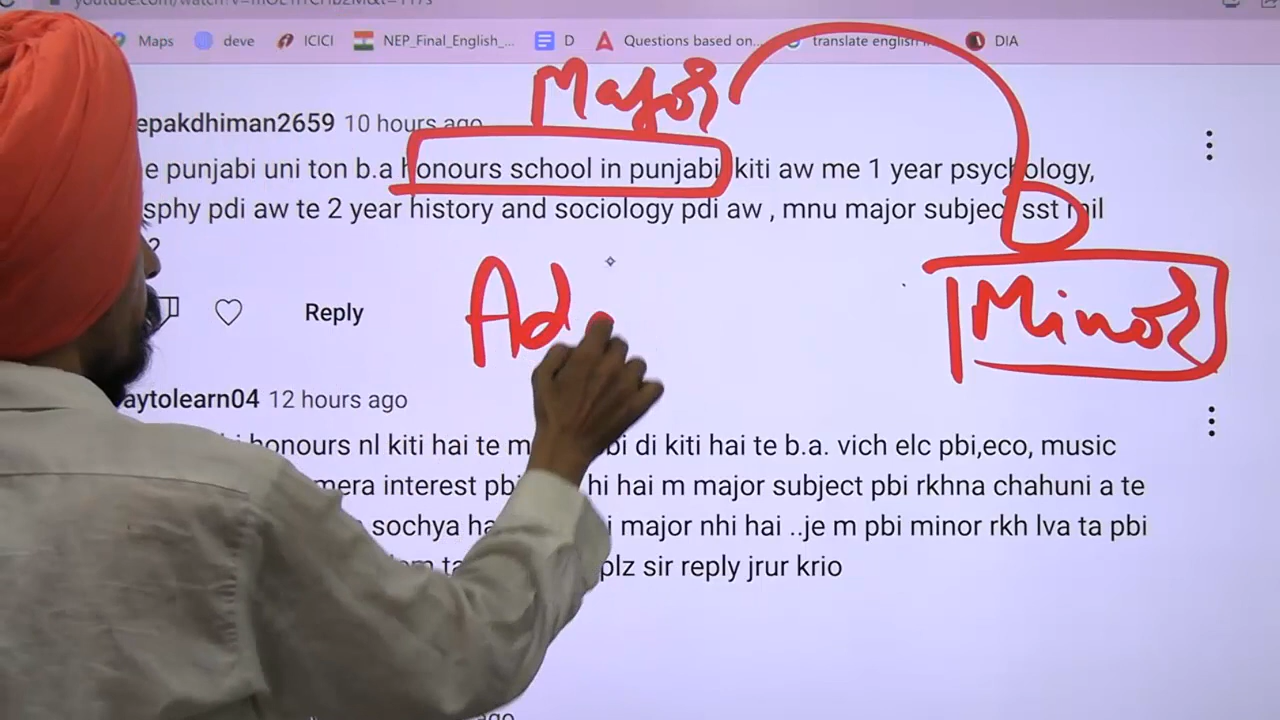 youtube.com/watch?v=
Maps deve ICICI NEP_Final_English_... D Questions based on... translate english DIA
Major
epakdhiman2659 10 hours ago
e punjabi uni ton b.a honours school in punjabi kiti aw me 1 year psychology,
sphy pdi aw te 2 year history and sociology pdi aw , mnu major subject sst mil
?
Minor
Ad
Reply
aytolearn04 12 hours ago
honours nl kiti hai te m bi di kiti hai te b.a. vich elc pbi,eco, music
mera interest pb hi hai m major subject pbi rkhna chahuni a te
sochya ha i major nhi hai ..je m pbi minor rkh lva ta pbi
plz sir reply jrur krio
ago